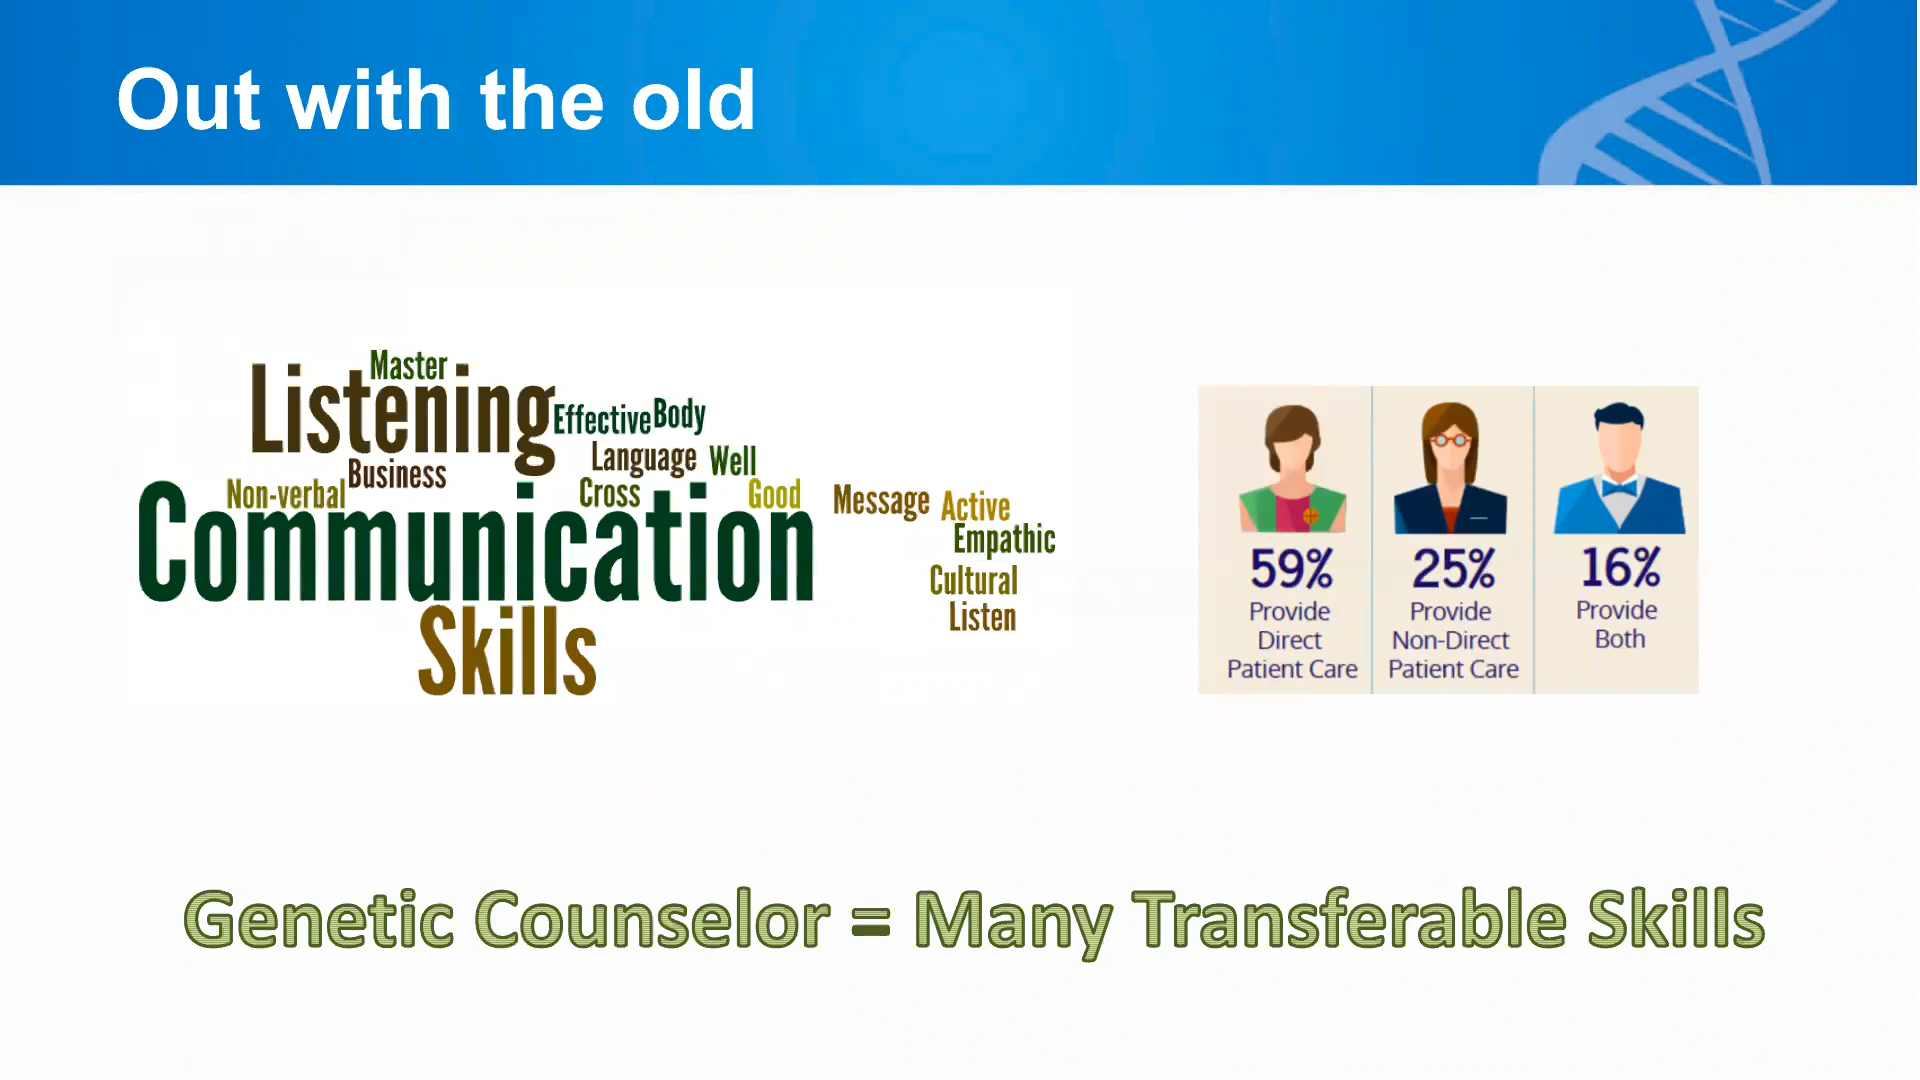 Out with the old
Master
Listening
Effective Body
Language Well
Business
Non-verbal Cross Good
Communication
Skills
Message Active
Empathic
Cultural
Listen
59%
Provide
Direct
Patient Care
25%
Provide
Non-Direct
Patient Care
16%
Provide
Both
Genetic Counselor = Many Transferable Skills